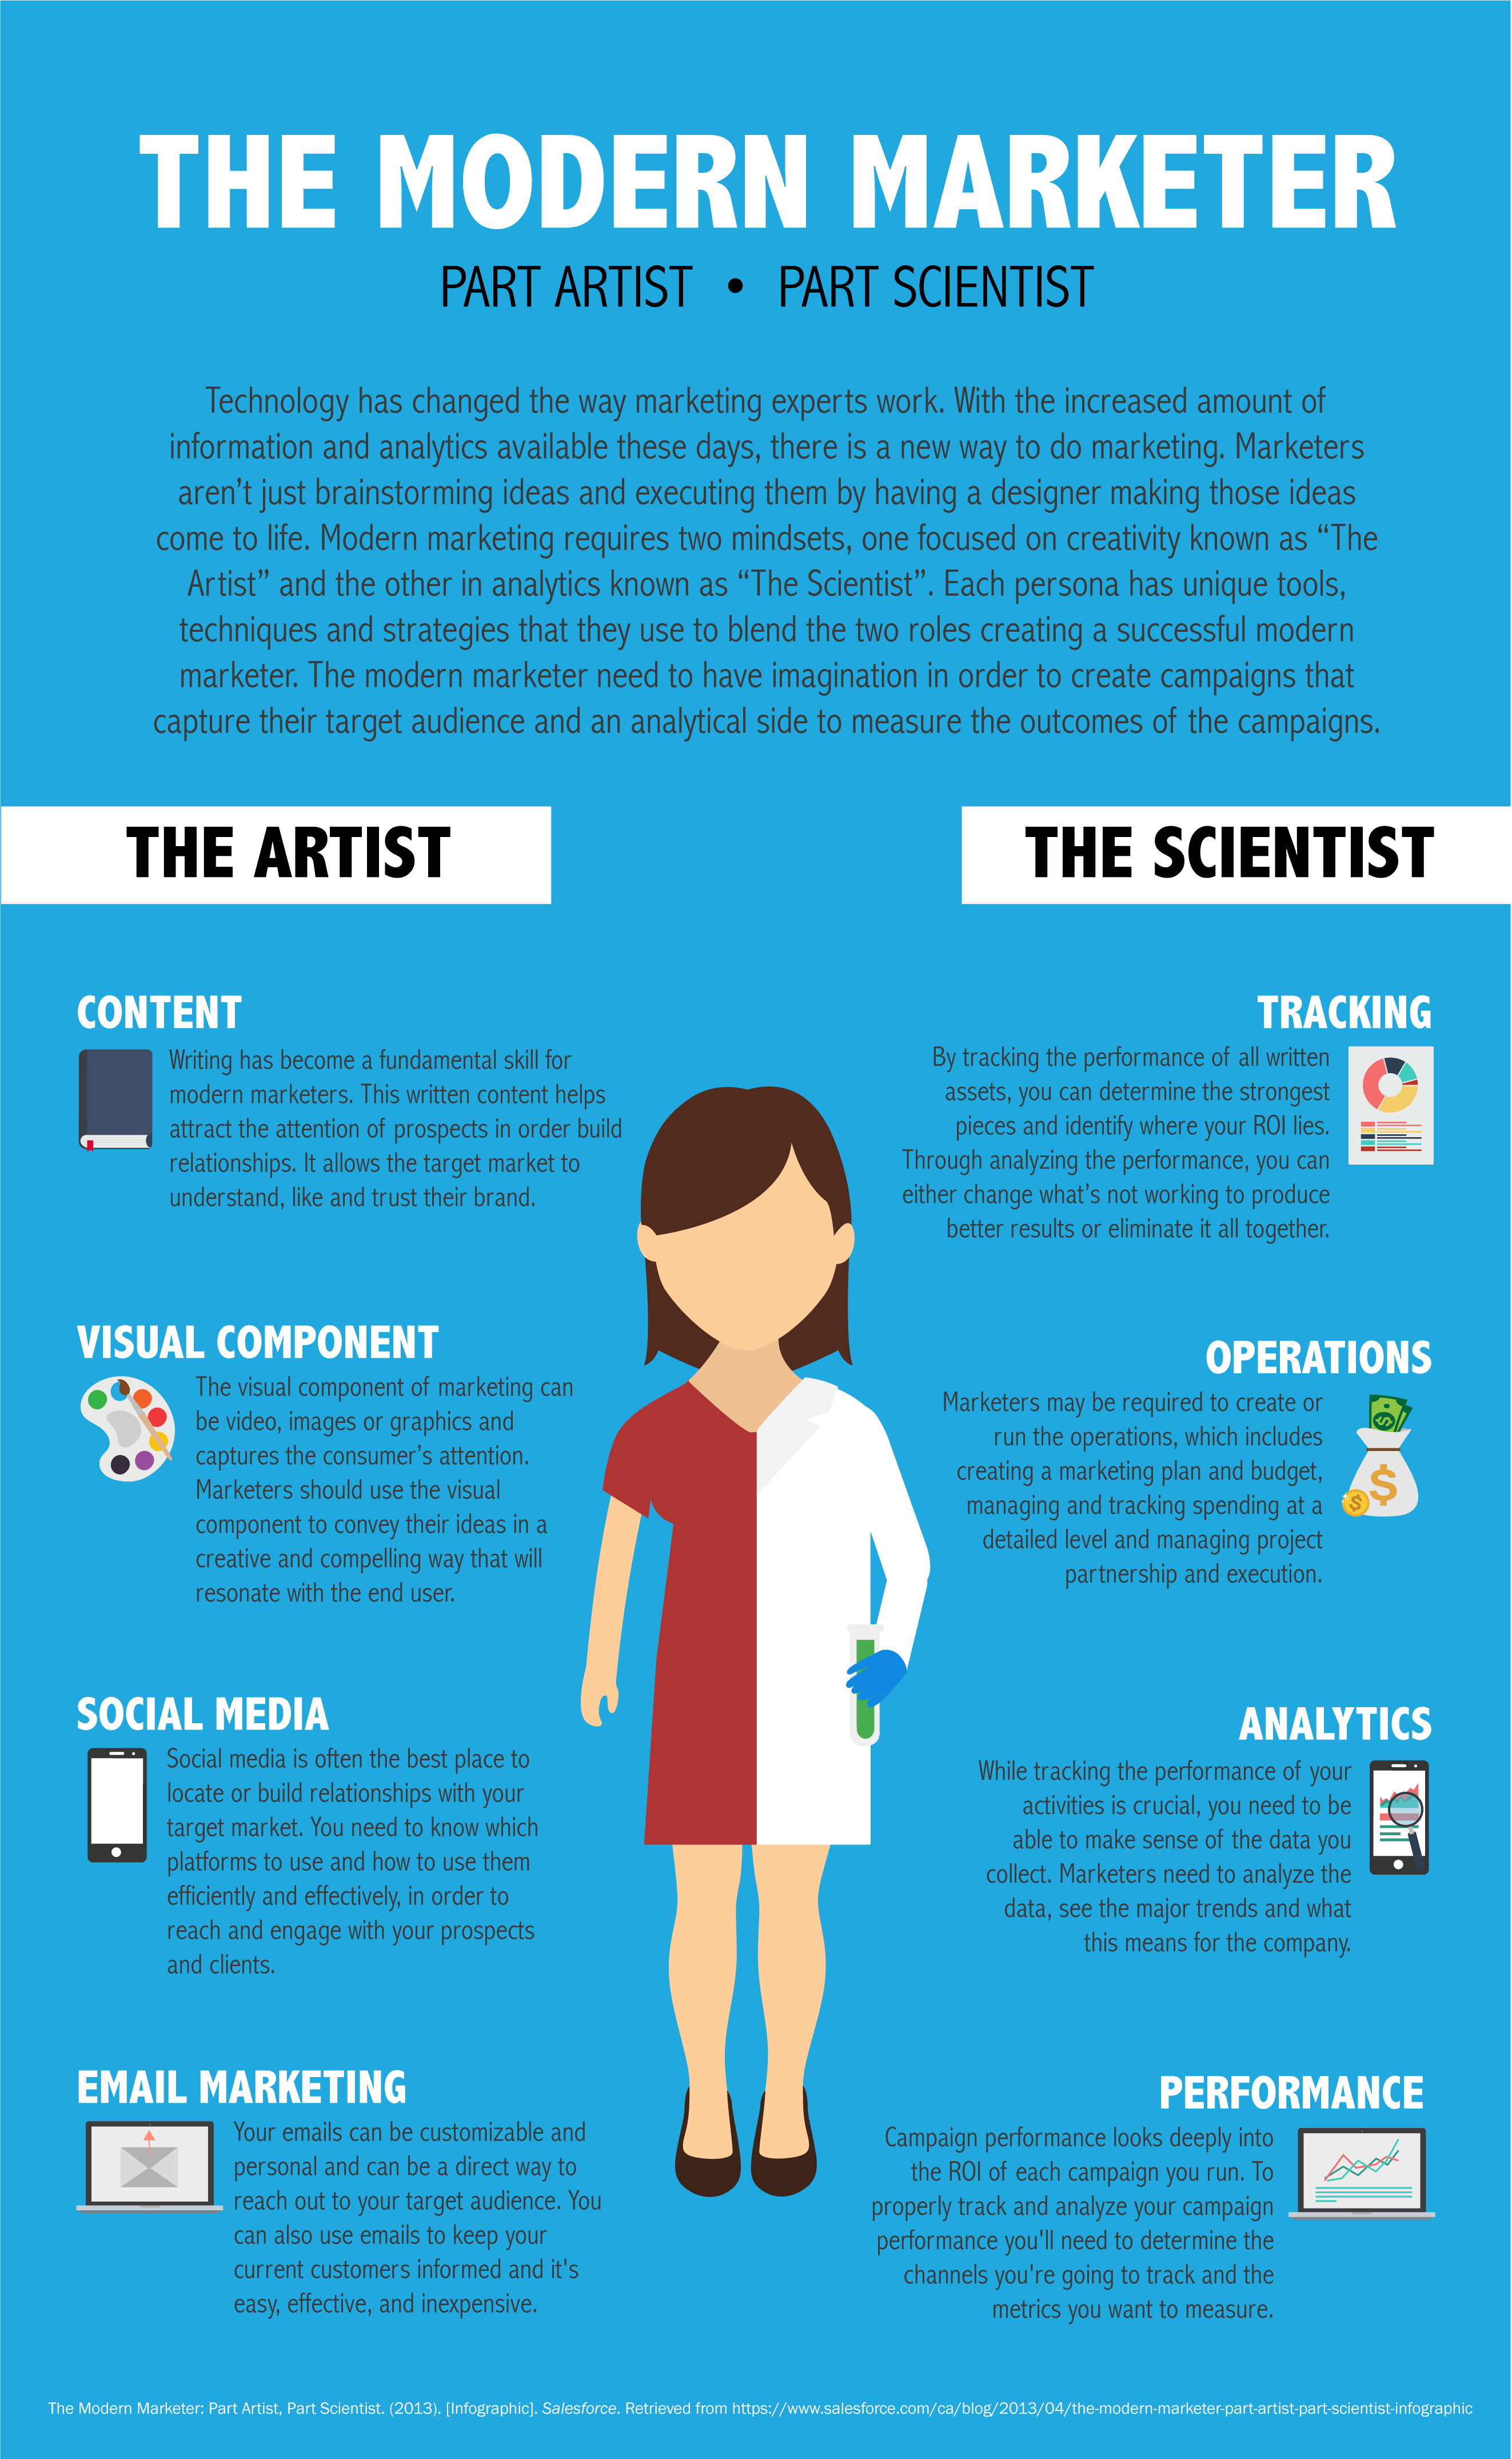 THE MODERN MARKETER
PART ARTIST • PART SCIENTIST
Technology has changed the way marketing experts work. With the increased amount of
information and analytics available these days, there is a new way to do marketing. Marketers
aren’t just brainstorming ideas and executing them by having a designer making those ideas
come to life. Modern marketing requires two mindsets, one focused on creativity known as “The
Artist” and the other in analytics known as “The Scientist”. Each persona has unique tools,
techniques and strategies that they use to blend the two roles creating a successful modern
marketer. The modern marketer need to have imagination in order to create campaigns that
capture their target audience and an analytical side to measure the outcomes of the campaigns.
THE ARTIST
CONTENT
Writing has become a fundamental skill for
modern marketers. This written content helps
attract the attention of prospects in order build
relationships. It allows the target market to
understand, like and trust their brand.
VISUAL COMPONENT
The visual component of marketing can
be video, images or graphics and
captures the consumer’s attention.
Marketers should use the visual
component to convey their ideas in a
creative and compelling way that will
resonate with the end user.
SOCIAL MEDIA
Social media is often the best place to
locate or build relationships with your
target market. You need to know which
platforms to use and how to use them
efficiently and effectively, in order to
reach and engage with your prospects
and clients.
EMAIL MARKETING
Your emails can be customizable and
personal and can be a direct way to
reach out to your target audience. You
can also use emails to keep your
current customers informed and it's
easy, effective, and inexpensive.
THE SCIENTIST
TRACKING
By tracking the performance of all written
assets, you can determine the strongest
pieces and identify where your ROI lies.
Through analyzing the performance, you can
either change what’s not working to produce
better results or eliminate it all together.
OPERATIONS
Marketers may be required to create or
run the operations, which includes
creating a marketing plan and budget,
managing and tracking spending at a
detailed level and managing project
partnership and execution.
$
$
$
ANALYTICS
While tracking the performance of your
activities is crucial, you need to be
able to make sense of the data you
collect. Marketers need to analyze the
data, see the major trends and what
this means for the company.
PERFORMANCE
Campaign performance looks deeply into
the ROI of each campaign you run. To
properly track and analyze your campaign
performance you'll need to determine the
channels you're going to track and the
metrics you want to measure.
The Modern Marketer: Part Artist, Part Scientist. (2013). [Infographic]. Salesforce. Retrieved from https://www.salesforce.com/ca/blog/2013/04/the-modern-marketer-part-artist-part-scientist-infographic